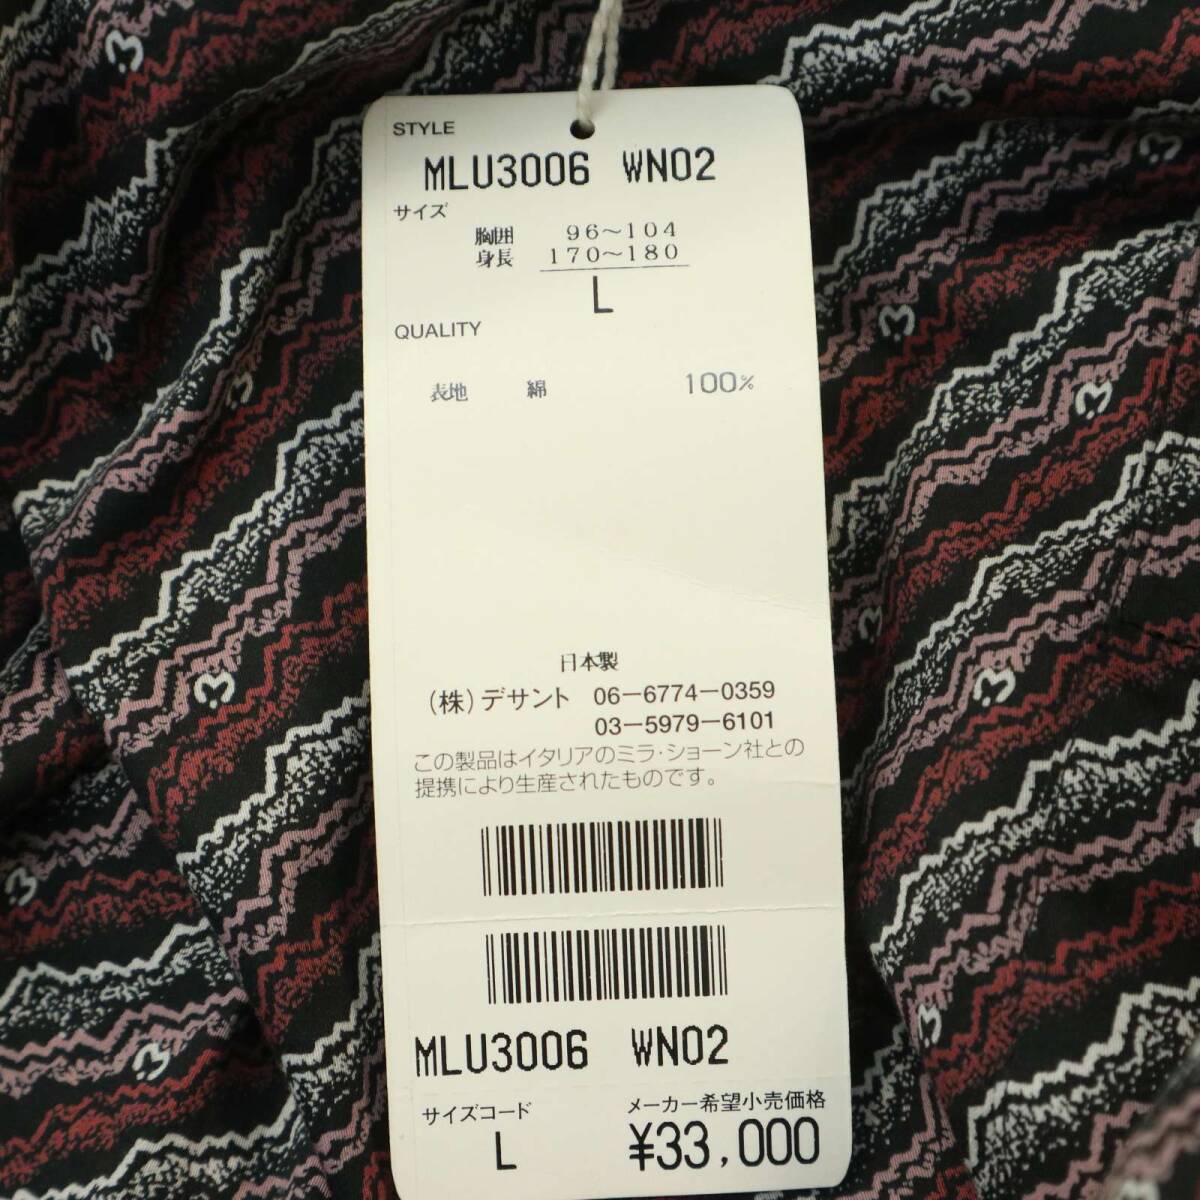 STYLE
MLU3006 WN02
サイズ
胸囲 96〜104
身長 170〜180
L
QUALITY
表地 綿 100%
日本製
(株)デサント 06-6774-0359
03-5979-6101
この製品はイタリアのミラ・ショーン社との
提携により生産されたものです。
MLU3006 WN02
サイズコード メーカー希望小売価格
L ¥33,000